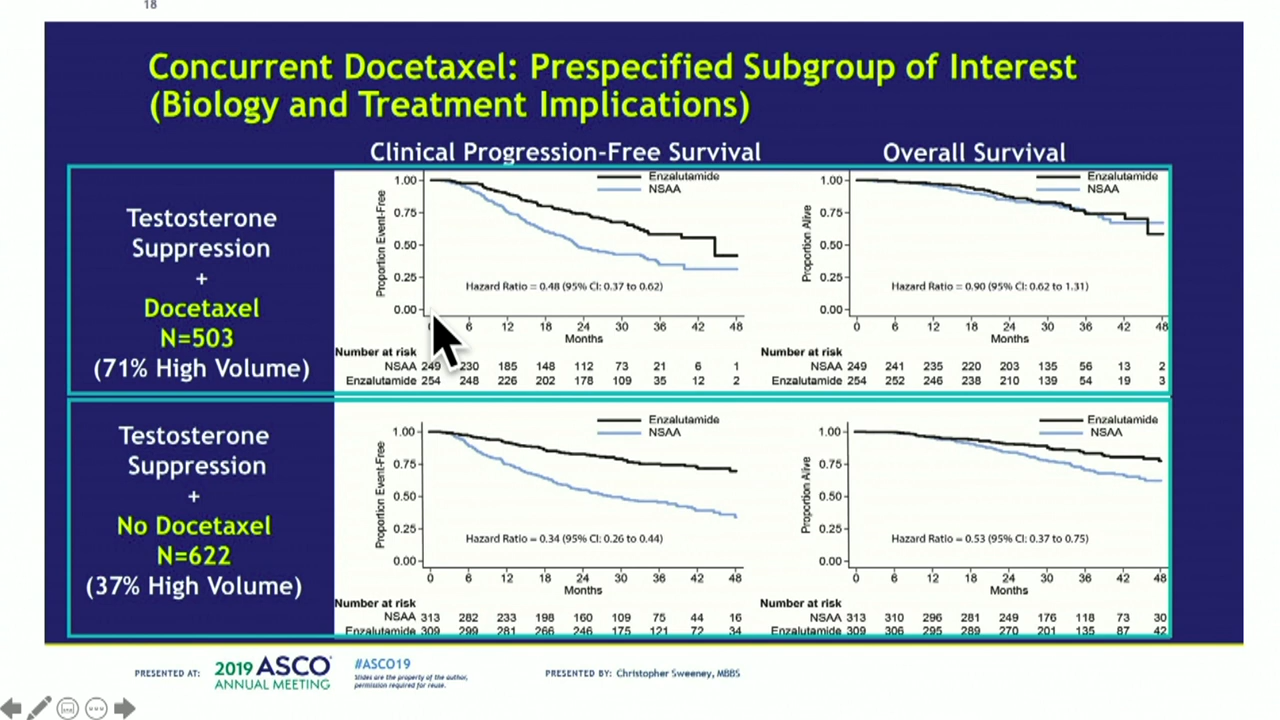 18
Concurrent Docetaxel: Prespecified Subgroup of Interest
(Biology and Treatment Implications)
Clinical Progression-Free Survival
Overall Survival
Testosterone
Suppression
+
Docetaxel
N=503
(71% High Volume)
Proportion Event-Free
1.00
0.75
0.50
0.25
0.00
Enzalutamide
NSAA
Hazard Ratio = 0.48 (95% CI: 0.37 to 0.62)
6 12 18 24 30 36 42 48
Months
Number at risk
NSAA 249 230 185 148 112 73 21 6 1
Enzalutamide 254 248 226 202 178 109 35 12 2
Proportion Alive
1.00
0.75
0.50
0.25
0.00
Enzalutamide
NSAA
Hazard Ratio = 0.90 (95% CI: 0.62 to 1.31)
0 6 12 18 24 30 36 42 48
Months
Number at risk
NSAA 249 241 235 220 203 135 56 13 2
Enzalutamide 254 252 246 238 210 139 54 19 3
Testosterone
Suppression
+
No Docetaxel
N=622
(37% High Volume)
Proportion Event-Free
1.00
0.75
0.50
0.25
0.00
Enzalutamide
NSAA
Hazard Ratio = 0.34 (95% CI: 0.26 to 0.44)
0 6 12 18 24 30 36 42 48
Months
Number at risk
NSAA 313 282 233 198 160 109 75 44 16
Enzalutamide 309 299 281 266 246 175 121 72 34
Proportion Alive
1.00
0.75
0.50
0.25
0.00
Enzalutamide
NSAA
Hazard Ratio = 0.53 (95% CI: 0.37 to 0.75)
0 6 12 18 24 30 36 42 48
Months
Number at risk
NSAA 313 310 296 281 249 176 118 73 30
Enzalutamide 309 306 295 289 270 201 135 87 42
PRESENTED AT:
2019 ASCO
ANNUAL MEETING
#ASCO19
Slides are the property of the author,
permission required for reuse.
PRESENTED BY: Christopher Sweeney, MBBS